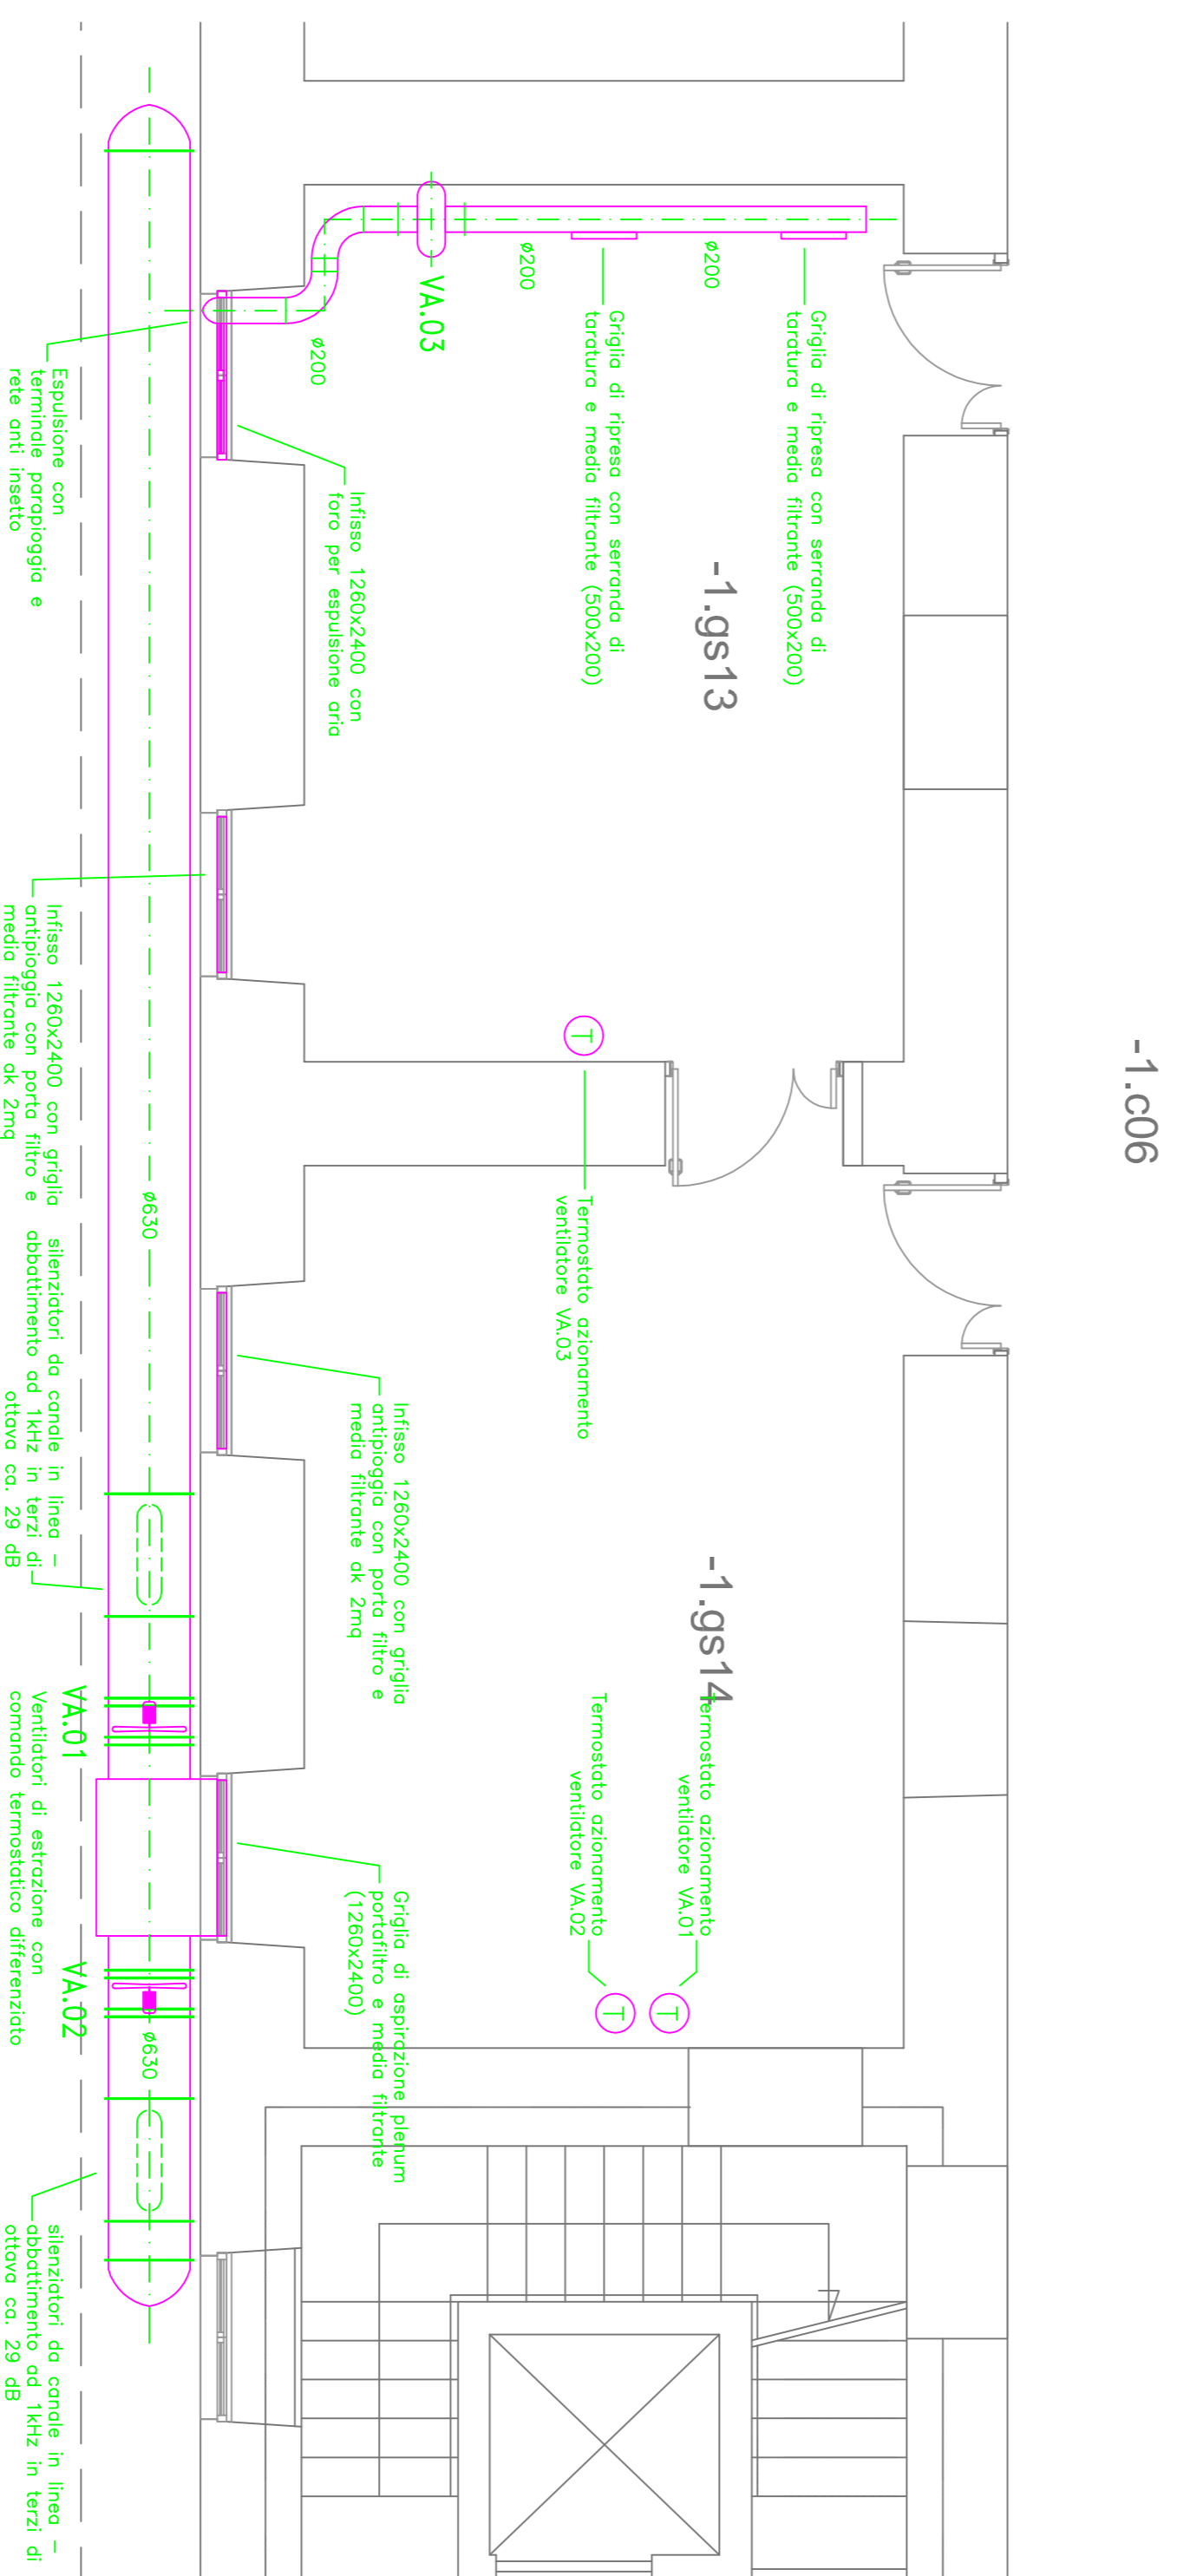 -1.c06
Griglia di ripresa con serranda di
taratura e media filtrante (500x200)
Griglia di ripresa con serranda di
taratura e media filtrante (500x200)
ø200
ø200
-1.gs13
-1.gs14
VA.03
ø200
Infisso 1260x2400 con
foro per espulsione aria
Termostato azionamento
ventilatore VA.03
Termostato azionamento
ventilatore VA.01
Termostato azionamento
ventilatore VA.02
T
T
T
Infisso 1260x2400 con griglia
antipioggia con porta filtro e
media filtrante ak 2mq
Griglia di aspirazione plenum
portafiltro e media filtrante
(1260x2400)
ø630
ø630
VA.01
VA.02
Espulsione con
terminale parapioggia e
rete anti insetto
Infisso 1260x2400 con griglia
antipioggia con porta filtro e
media filtrante ak 2mq
silenziatori da canale in linea -
abbattimento ad 1kHz in terzi di
ottava ca. 29 dB
Ventilatori di estrazione con
comando termostatico differenziato
silenziatori da canale in linea -
abbattimento ad 1kHz in terzi di
ottava ca. 29 dB